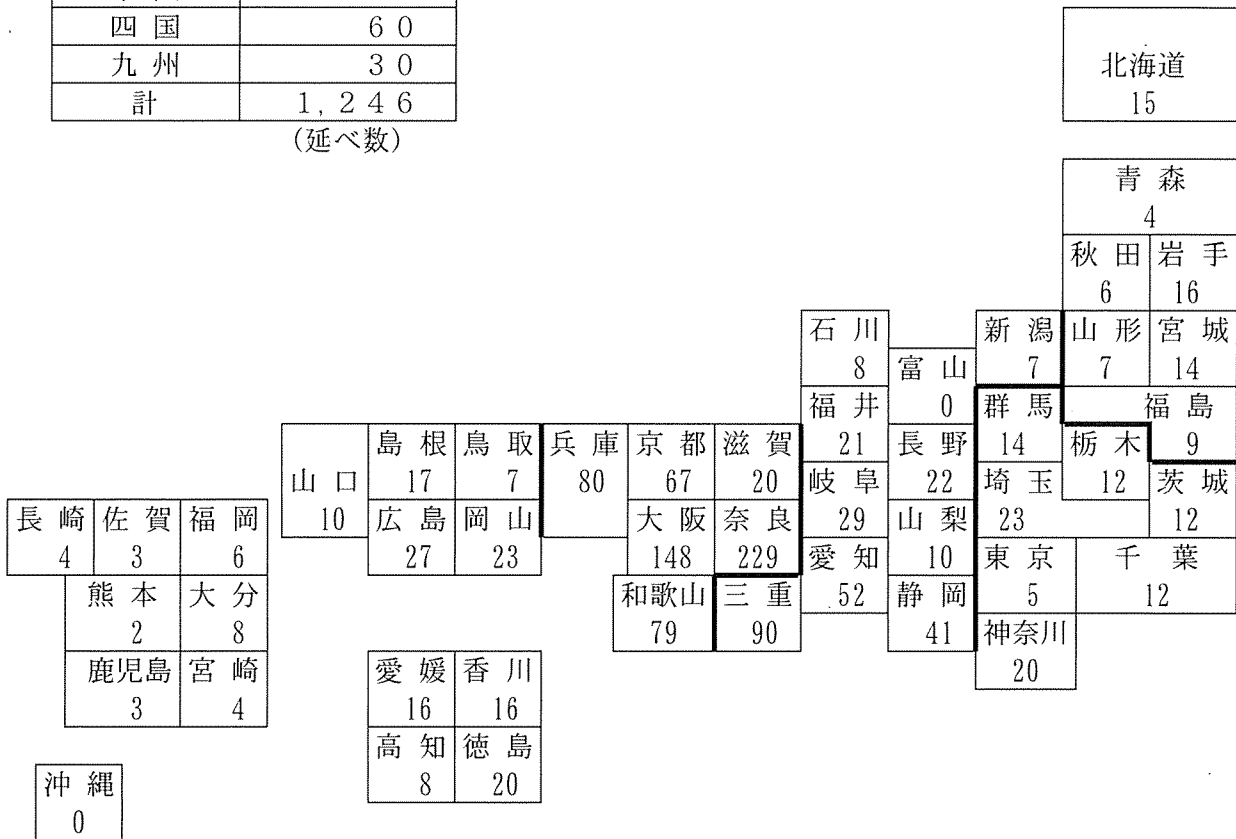 四国 60
九州 30
計 1,246
(延べ数)
北海道
15
青森
4
秋田 岩手
6 16
石川 新潟 山形 宮城
8 富山 7 7 14
福井 0 群馬 福島
島根 鳥取 兵庫 京都 滋賀 21 長野 14 栃木 9
山口 17 7 80 67 20 岐阜 22 埼玉 12 茨城
長崎 佐賀 福岡 10 広島 岡山 大阪 奈良 29 山梨 23 12
4 3 6 27 23 148 229 愛知 10 東京 千葉
熊本 大分 和歌山 三重 52 静岡 5 12
2 8 79 90 41 神奈川
鹿児島 宮崎 愛媛 香川 20
3 4 16 16
高知 徳島
沖縄 8 20
0